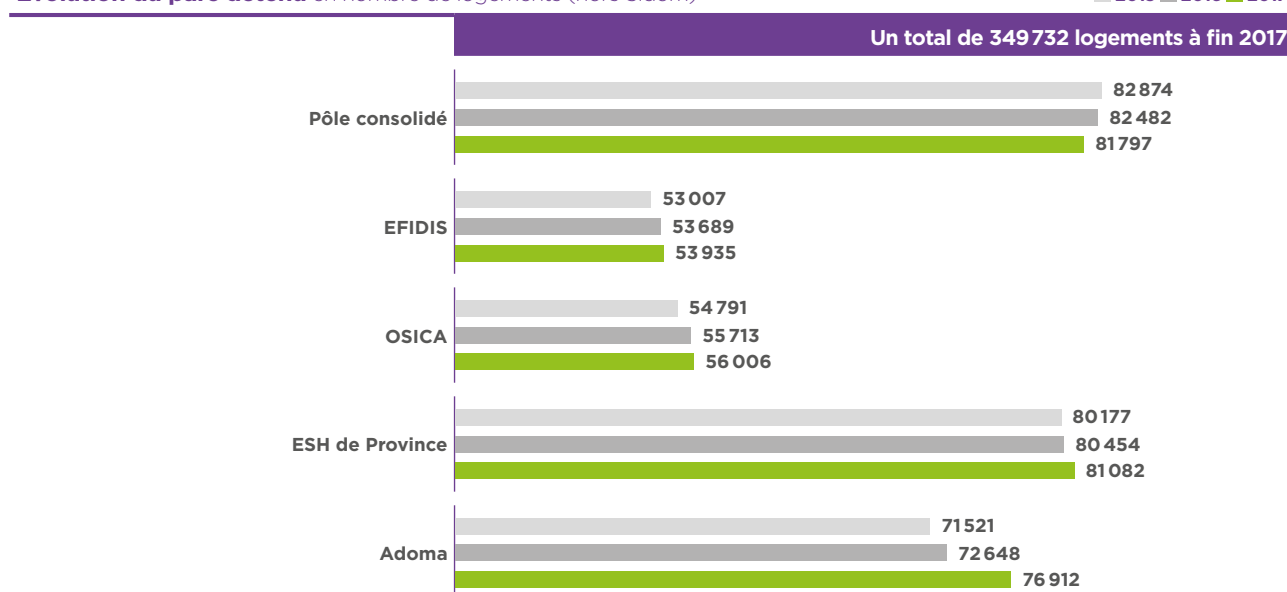 Un total de 349 732 logements à fin 2017
82 874
Pôle consolidé
82 482
81 797
53 007
EFIDIS
53 689
53 935
54 791
OSICA
55 713
56 006
80 177
ESH de Province
80 454
81 082
71 521
Adoma
72 648
76 912